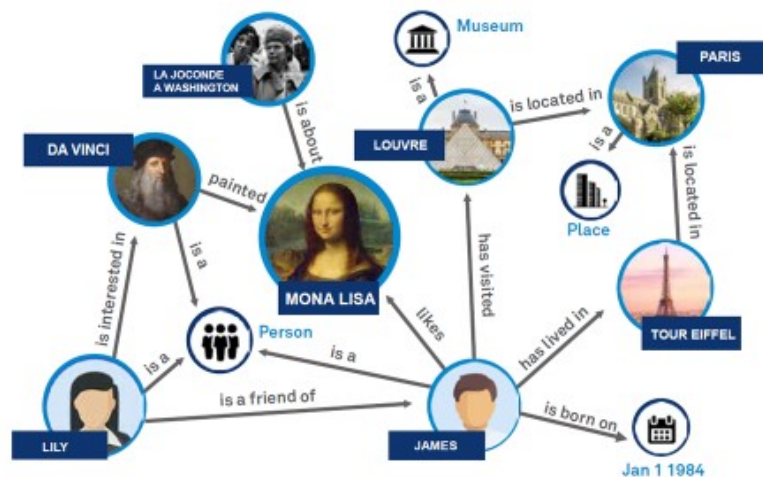 Museum
PARIS
LA JOCONDE
A WASHINGTON
is a
is located in
LOUVRE
is about
DA VINCI
is a
is located in
painted
Place
is a
is interested in
MONA LISA
has visited
Person
likes
has lived in
TOUR EIFFEL
is a
is a
is a friend of
is born on
LILY
JAMES
Jan 1 1984